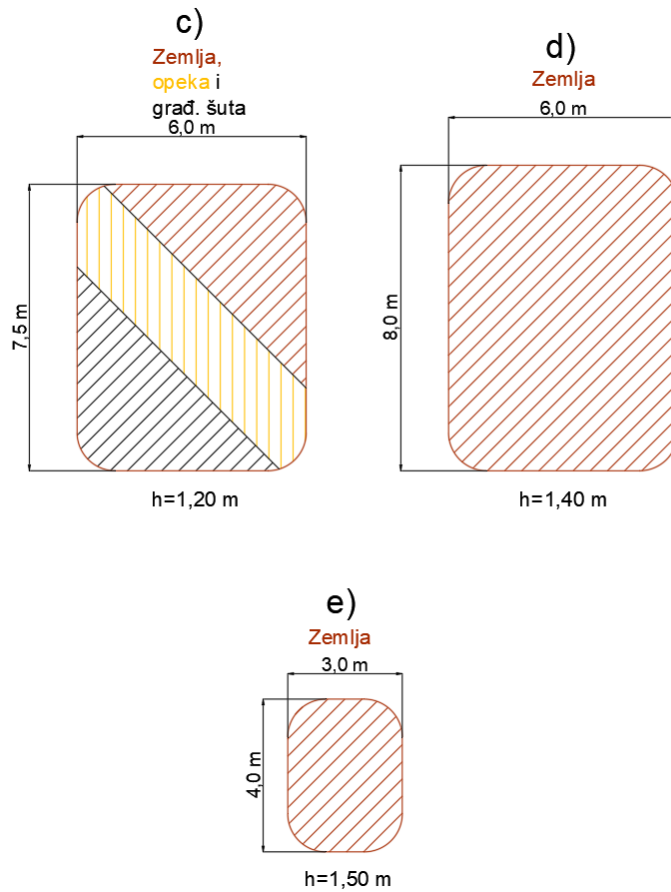 c)
Zemlja,
opeka i
građ. šuta
6,0 m
7,5 m
h=1,20 m
d)
Zemlja
6,0 m
8,0 m
h=1,40 m
e)
Zemlja
3,0 m
4,0 m
h=1,50 m